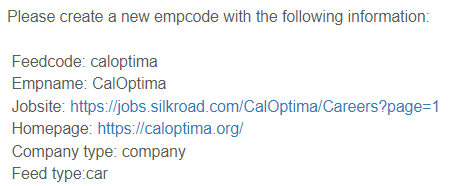 Please create a new empcode with the following information:
Feedcode: caloptima
Empname: CalOptima
Jobsite: https://jobs.silkroad.com/CalOptima/Careers?page=1
Homepage: https://caloptima.org/
Company type: company
Feed type:car